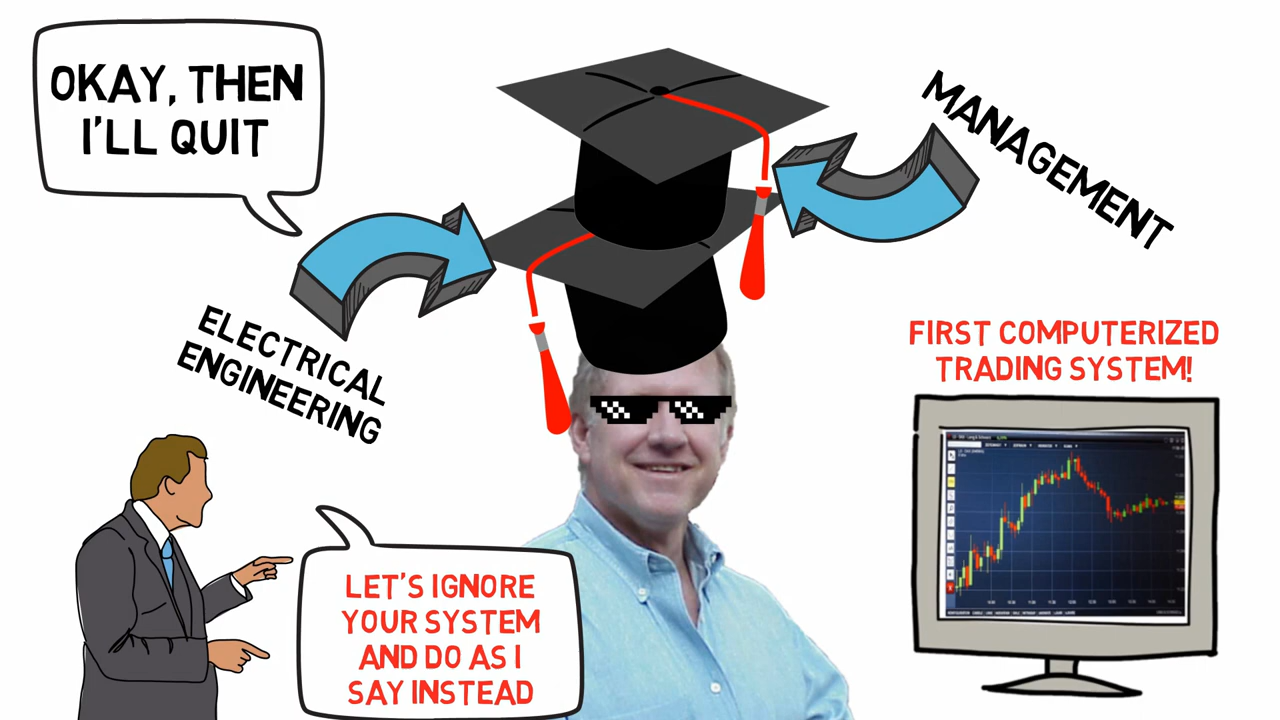 OKAY, THEN
I'LL QUIT
MANAGEMENT
ELECTRICAL
ENGINEERING
FIRST COMPUTERIZED
TRADING SYSTEM!
LET'S IGNORE
YOUR SYSTEM
AND DO AS I
SAY INSTEAD